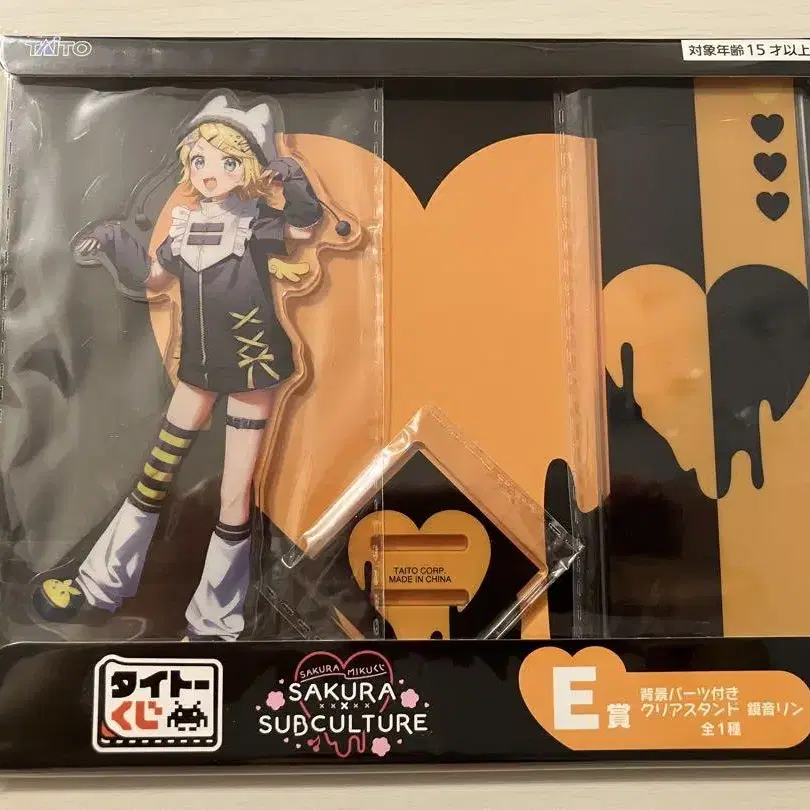 TAITO
対象年齢15才以上
TAITO CORP.
MADE IN CHINA
タイトー
くじ
SAKURA MIKUくじ
SAKURA
×
SUBCULTURE
E賞
背景パーツ付き
クリアスタンド 鏡音リン
全1種